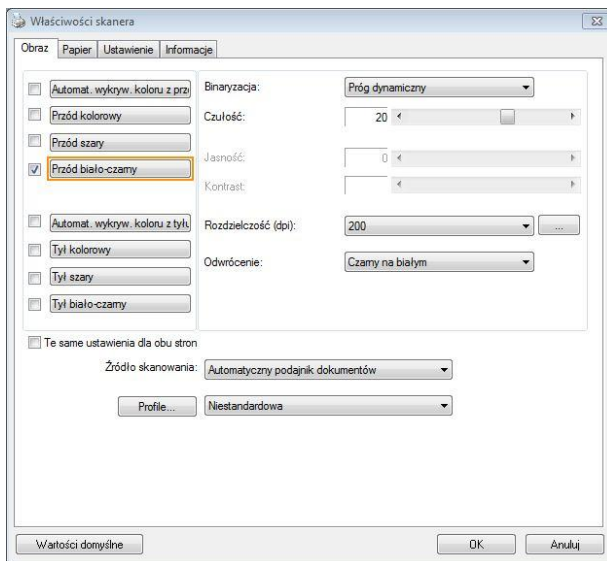 Właściwości skanera
Obraz Papier Ustawienie Informacje
Automat. wykryw. koloru z prz
Przód kolorowy
Przód szary
Przód biało-czarny
Automat. wykryw. koloru z tyłu
Tył kolorowy
Tył szary
Tył biało-czarny
Binaryzacja: Próg dynamiczny
Czułość: 20
Jasność: 0
Kontrast:
Rozdzielczość (dpi): 200 ...
Odwrócenie: Czarny na białym
Te same ustawienia dla obu stron
Źródło skanowania: Automatyczny podajnik dokumentów
Profile... Niestandardowa
Wartości domyślne OK Anuluj